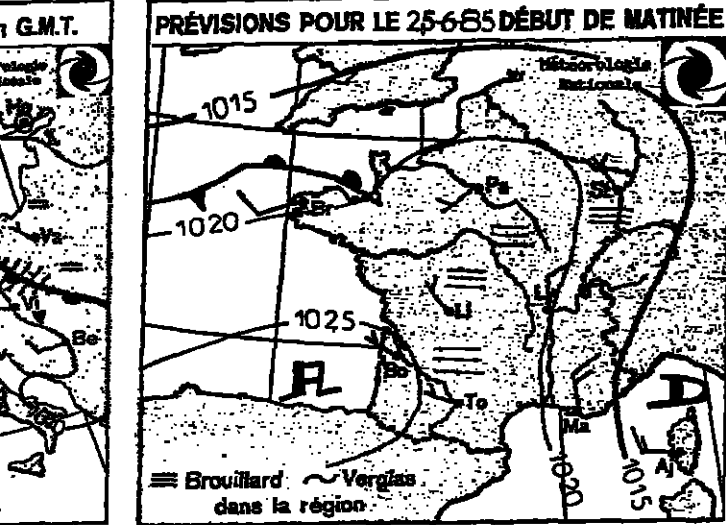 G.M.T.
Be
PRÉVISIONS POUR LE 25-6-85 DÉBUT DE MATINÉE
Météorologie
Nationale
1015
1020
1025
Br
Pa
St
Li
Bo
To
Ma
Aj
A
D
1020
1015
Brouillard Verglas
dans la région